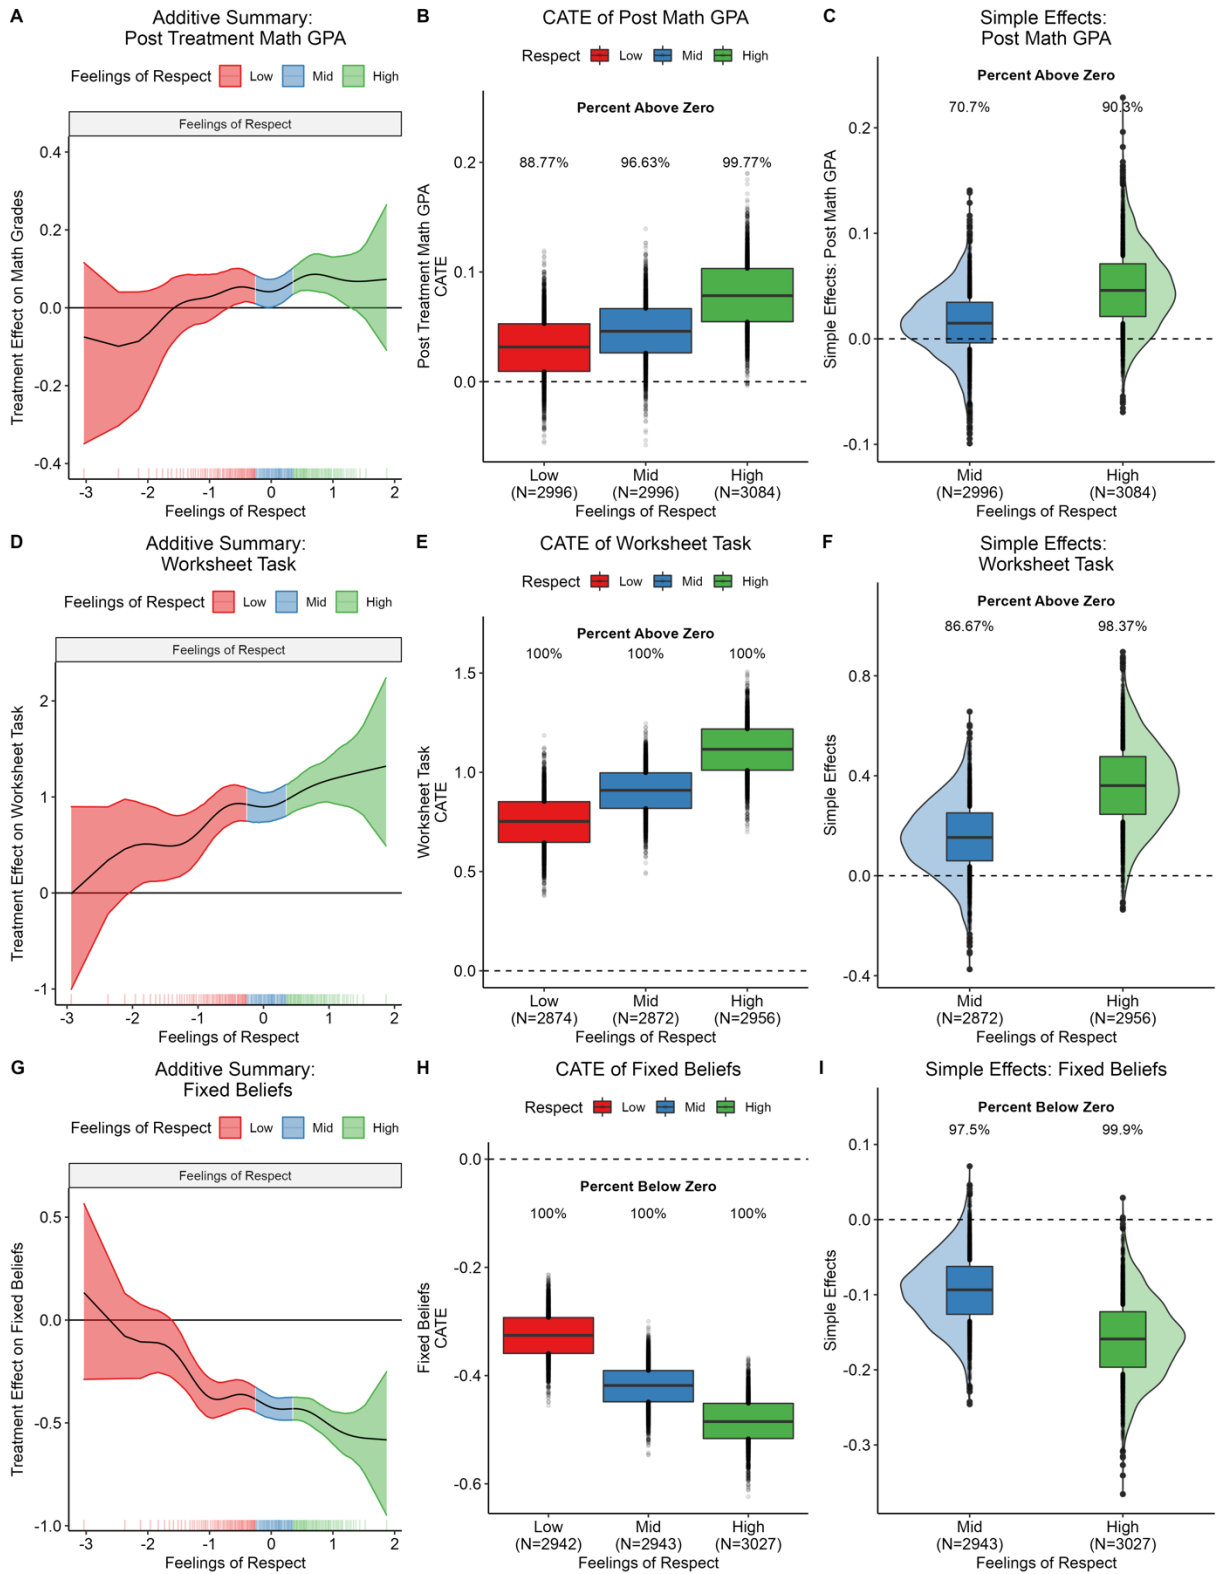 A
Additive Summary:
Post Treatment Math GPA
Feelings of Respect Low Mid High
Feelings of Respect
Treatment Effect on Math Grades
0.4
0.2
0.0
-0.2
-0.4
-3 -2 -1 0 1 2
Feelings of Respect
B
CATE of Post Math GPA
Respect Low Mid High
Percent Above Zero
88.77% 96.63% 99.77%
Post Treatment Math GPA
CATE
0.2
0.1
0.0
Low Mid High
(N=2996) (N=2996) (N=3084)
Feelings of Respect
C
Simple Effects:
Post Math GPA
Percent Above Zero
70.7% 90.3%
Simple Effects: Post Math GPA
0.2
0.1
0.0
-0.1
Mid High
(N=2996) (N=3084)
Feelings of Respect
D
Additive Summary:
Worksheet Task
Feelings of Respect Low Mid High
Feelings of Respect
Treatment Effect on Worksheet Task
2
1
0
-1
-3 -2 -1 0 1 2
Feelings of Respect
E
CATE of Worksheet Task
Respect Low Mid High
Percent Above Zero
100% 100% 100%
Worksheet Task
CATE
1.5
1.0
0.5
0.0
Low Mid High
(N=2874) (N=2872) (N=2956)
Feelings of Respect
F
Simple Effects:
Worksheet Task
Percent Above Zero
86.67% 98.37%
Simple Effects
0.8
0.4
0.0
-0.4
Mid High
(N=2872) (N=2956)
Feelings of Respect
G
Additive Summary:
Fixed Beliefs
Feelings of Respect Low Mid High
Feelings of Respect
Treatment Effect on Fixed Beliefs
0.5
0.0
-0.5
-1.0
-3 -2 -1 0 1 2
Feelings of Respect
H
CATE of Fixed Beliefs
Respect Low Mid High
Percent Below Zero
100% 100% 100%
Fixed Beliefs
CATE
0.0
-0.2
-0.4
-0.6
Low Mid High
(N=2942) (N=2943) (N=3027)
Feelings of Respect
I
Simple Effects: Fixed Beliefs
Percent Below Zero
97.5% 99.9%
Simple Effects
0.1
0.0
-0.1
-0.2
-0.3
Mid High
(N=2943) (N=3027)
Feelings of Respect